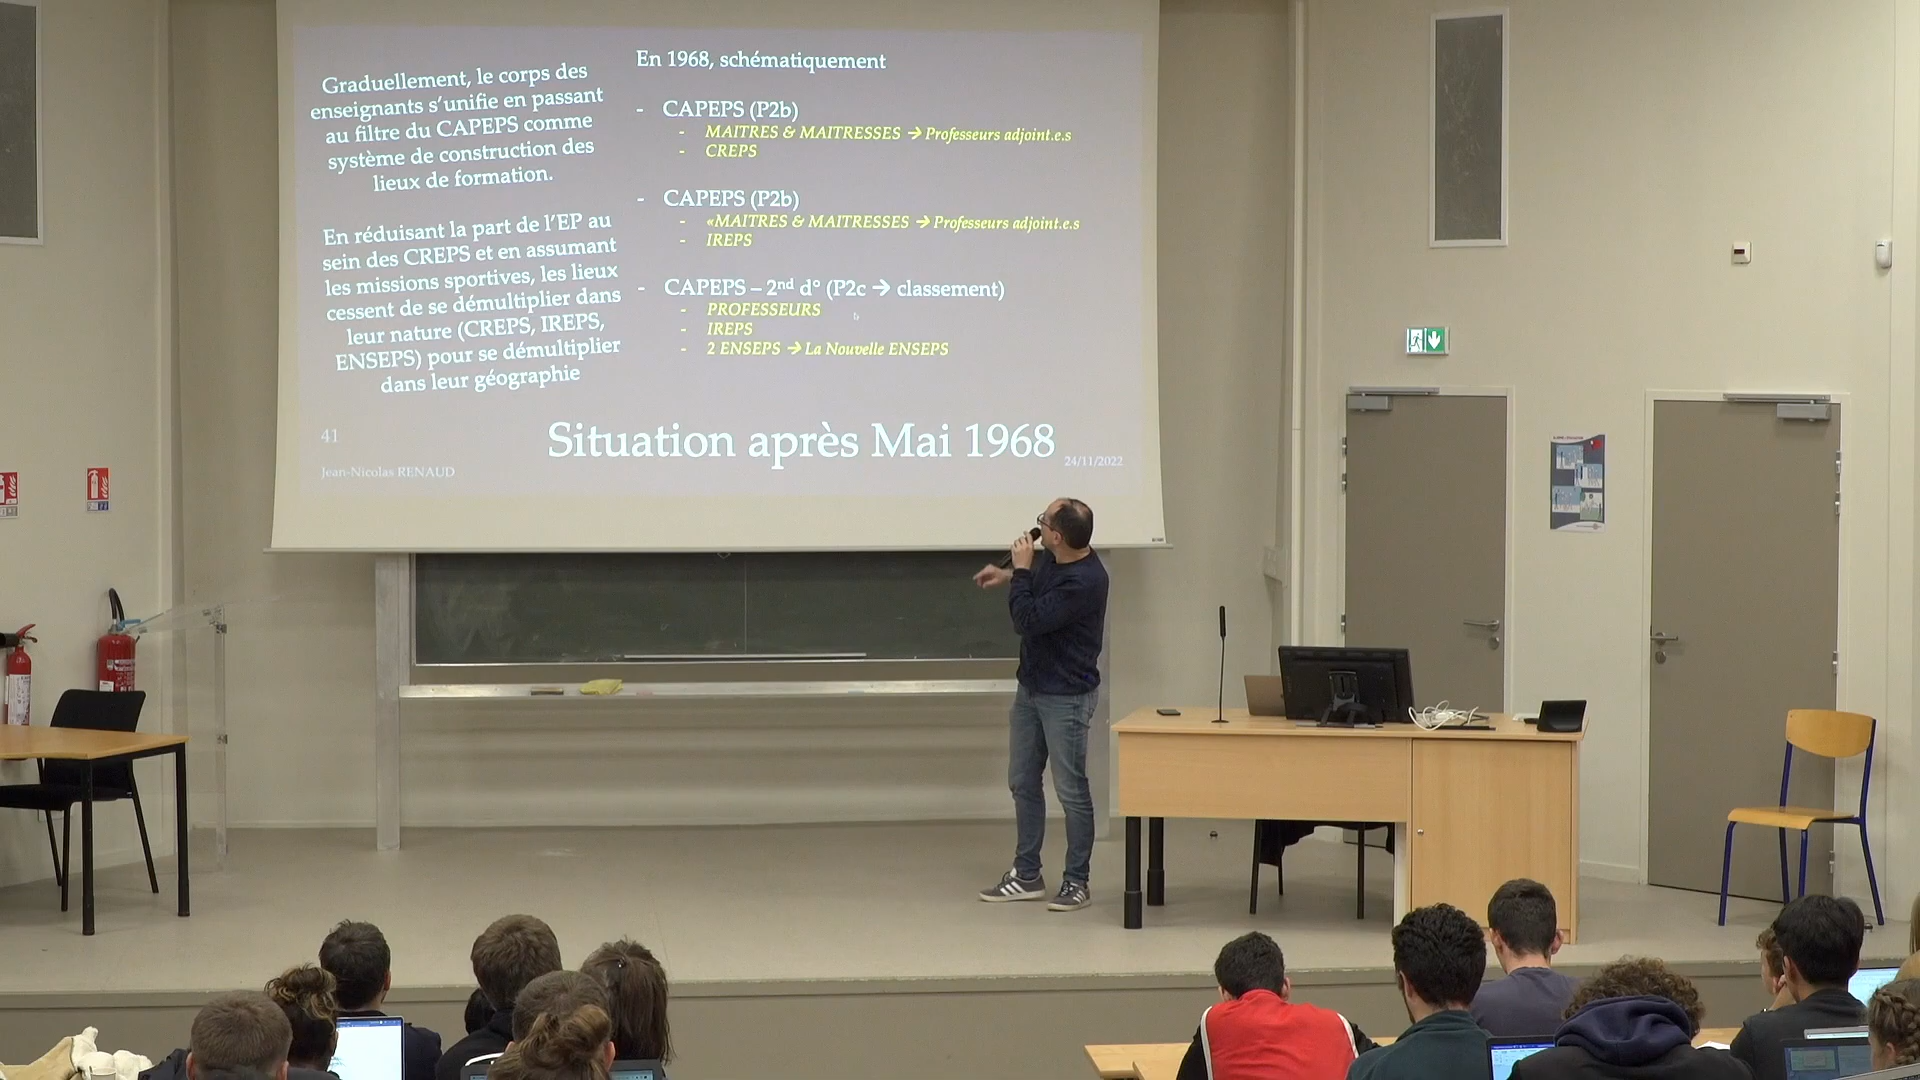 Graduellement, le corps des
enseignants s'unifie en passant
au filtre du CAPEPS comme
système de construction des
lieux de formation.
En réduisant la part de l'EP au
sein des CREPS et en assumant
les missions sportives, les lieux
cessent de se démultiplier dans
leur nature (CREPS, IREPS,
ENSEPS) pour se démultiplier
dans leur géographie
En 1968, schématiquement
- CAPEPS (P2b)
- MAITRES & MAITRESSES → Professeurs adjoint.e.s
- CREPS
- CAPEPS (P2b)
- «MAITRES & MAITRESSES → Professeurs adjoint.e.s
- IREPS
- CAPEPS – 2nd d° (P2c → classement)
- PROFESSEURS
- IREPS
- 2 ENSEPS → La Nouvelle ENSEPS
41
Situation après Mai 1968
Jean-Nicolas RENAUD
24/11/2022